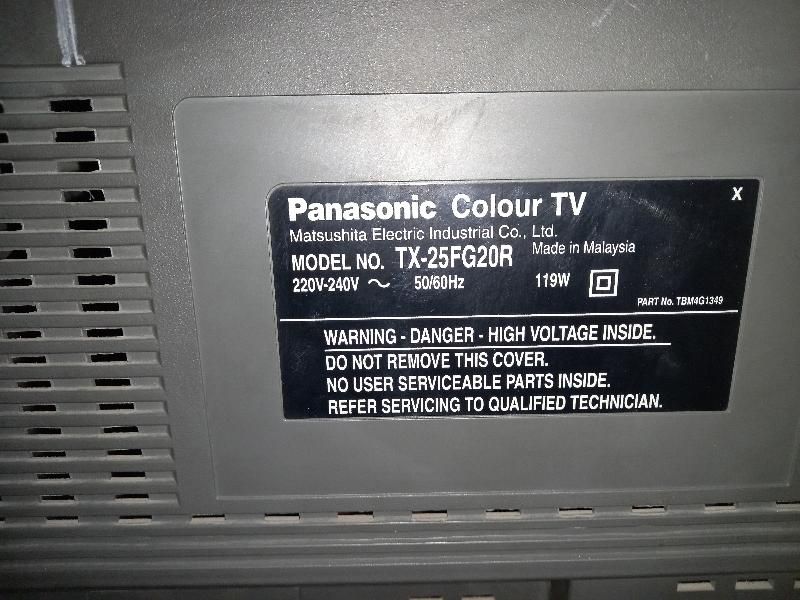 Panasonic Colour TV X
Matsushita Electric Industrial Co., Ltd.
MODEL NO. TX-25FG20R Made in Malaysia
220V-240V ～ 50/60Hz 119W
PART No. TBM4G1349
WARNING - DANGER - HIGH VOLTAGE INSIDE.
DO NOT REMOVE THIS COVER.
NO USER SERVICEABLE PARTS INSIDE.
REFER SERVICING TO QUALIFIED TECHNICIAN.